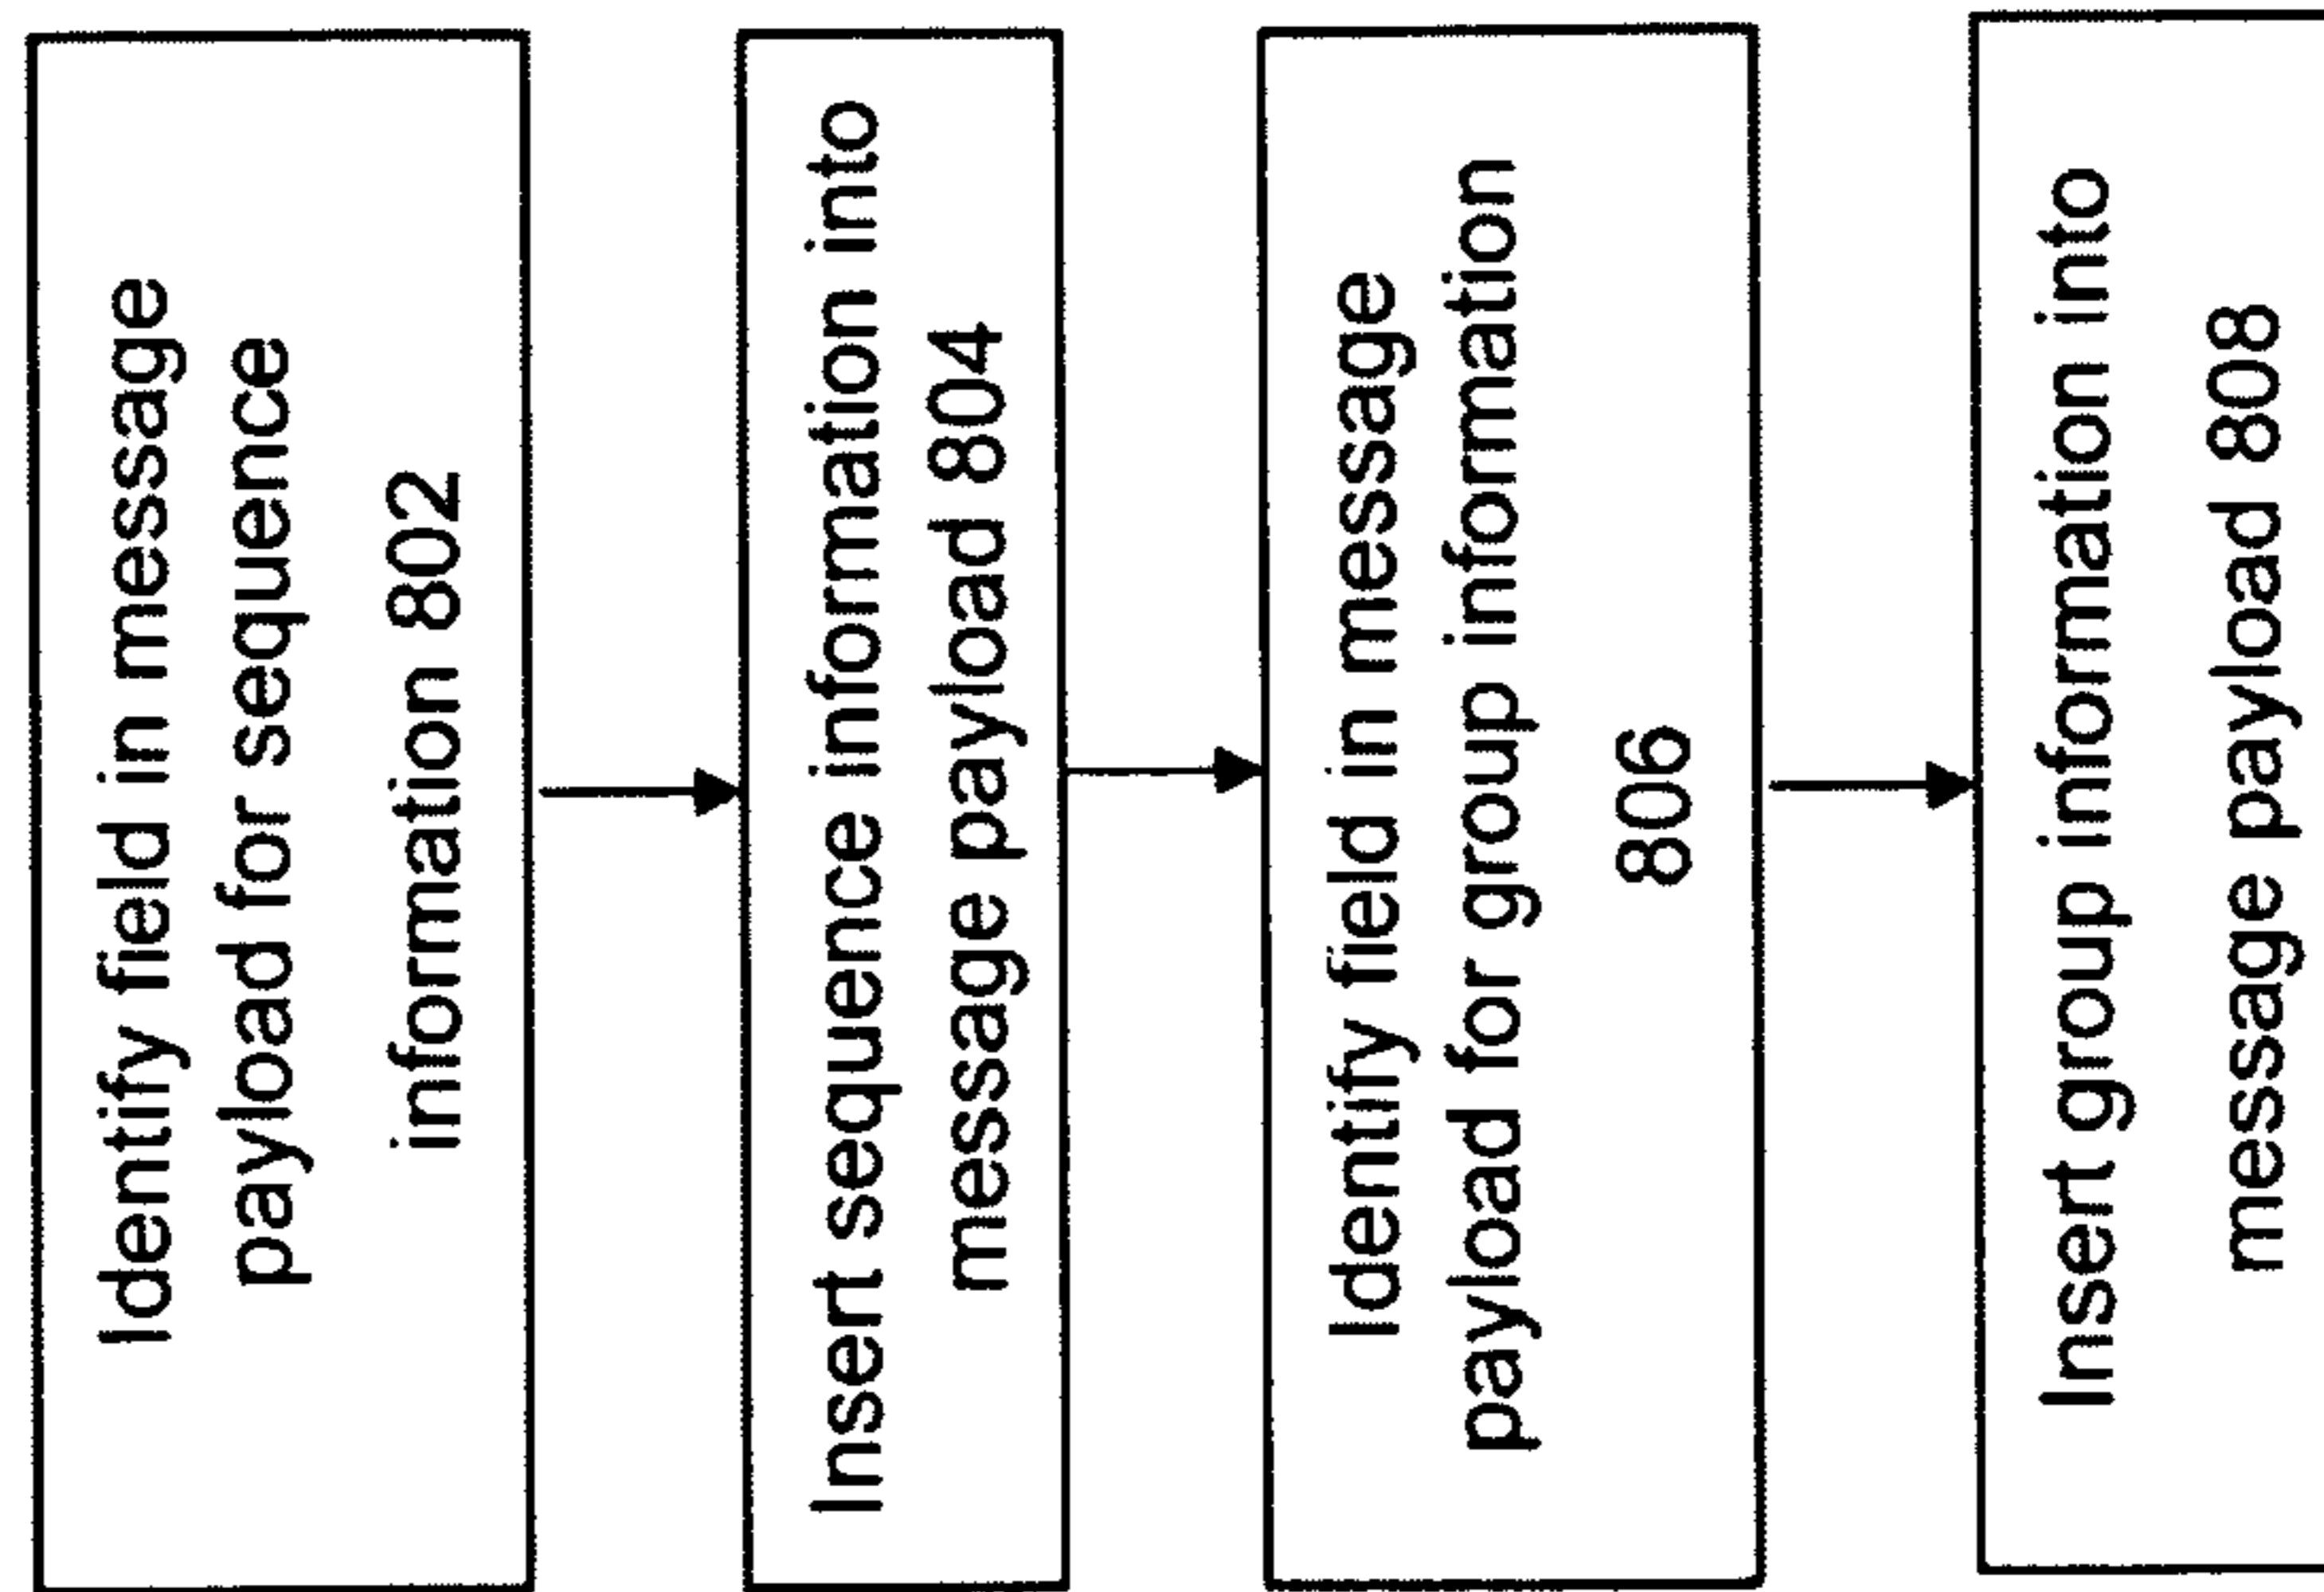 Identify field in message
payload for sequence
information 802
Insert sequence information into
message payload 804
Identify field in message
payload for group information
806
Insert group information into
message payload 808